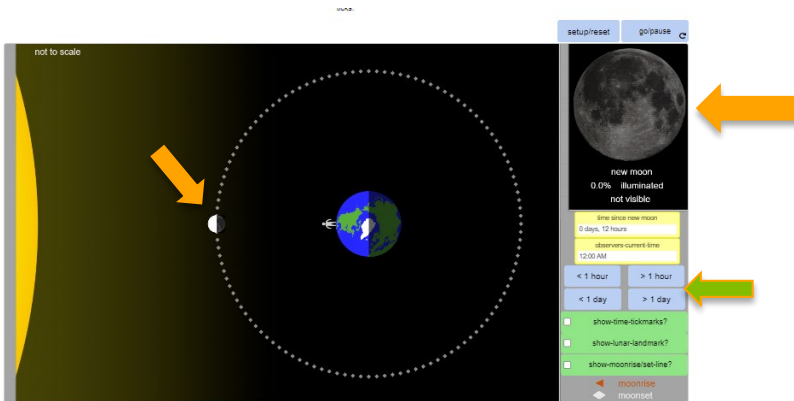 ticks.
not to scale
setup/reset
go/pause
new moon
0.0% illuminated
not visible
time since new moon
0 days, 12 hours
observers-current-time
12:00 AM
< 1 hour
> 1 hour
< 1 day
> 1 day
show-time-tickmarks?
show-lunar-landmark?
show-moonrise/set-line?
moonrise
moonset